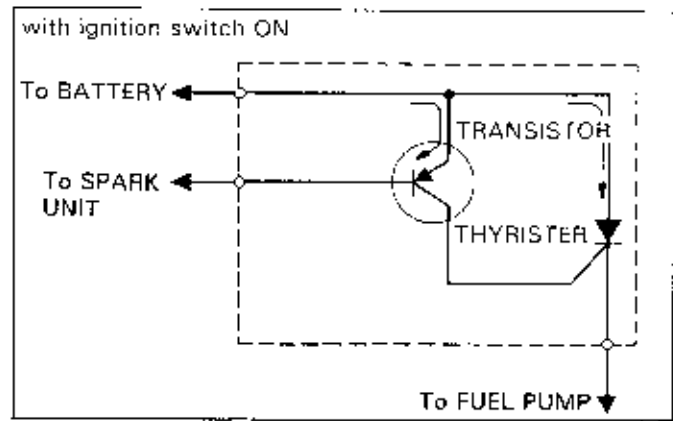 with ignition switch ON
To BATTERY
TRANSISTOR
To SPARK
UNIT
THYRISTER
To FUEL PUMP